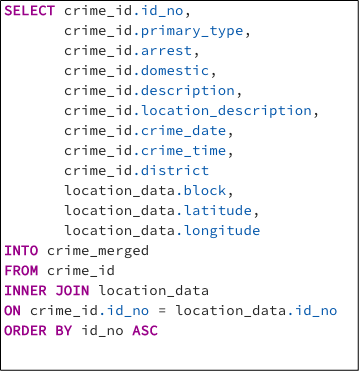 SELECT crime_id.id_no,
crime_id.primary_type,
crime_id.arrest,
crime_id.domestic,
crime_id.description,
crime_id.location_description,
crime_id.crime_date,
crime_id.crime_time,
crime_id.district
location_data.block,
location_data.latitude,
location_data.longitude
INTO crime_merged
FROM crime_id
INNER JOIN location_data
ON crime_id.id_no = location_data.id_no
ORDER BY id_no ASC